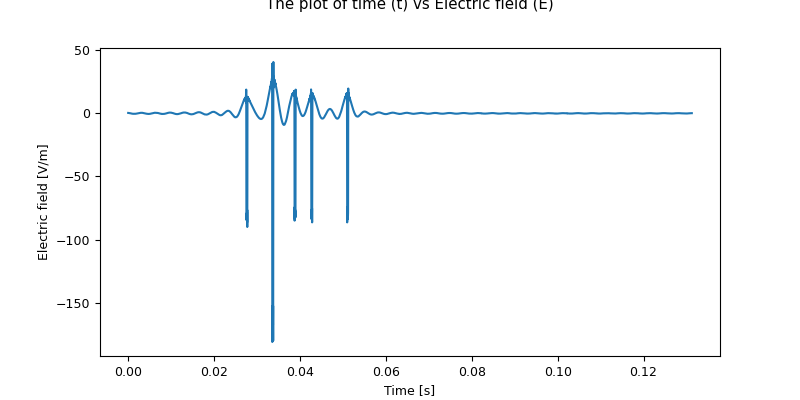 The plot of time (t) vs Electric field (E)
50
0
−50
−100
−150
Electric field [V/m]
0.00 0.02 0.04 0.06 0.08 0.10 0.12
Time [s]